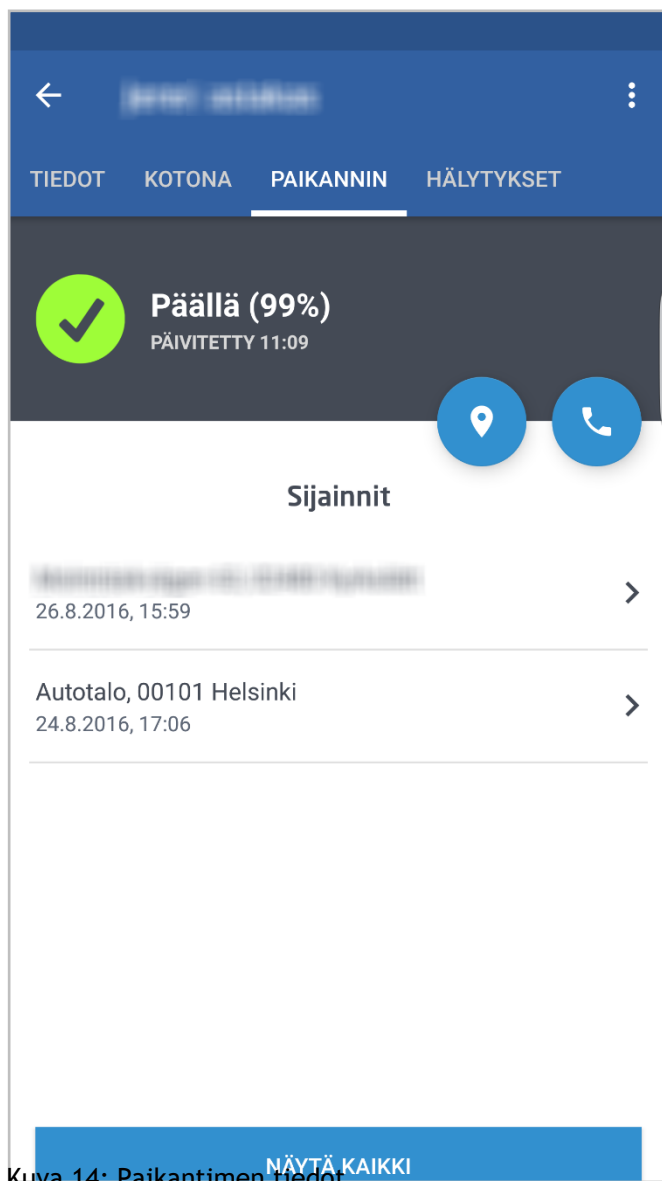 TIEDOT KOTONA PAIKANNIN HÄLYTYKSET
Päällä (99%)
PÄIVITETTY 11:09
Sijainnit
26.8.2016, 15:59
Autotalo, 00101 Helsinki
24.8.2016, 17:06
NÄYTÄ KAIKKI
Kuva 14: Paikantimen tiedot